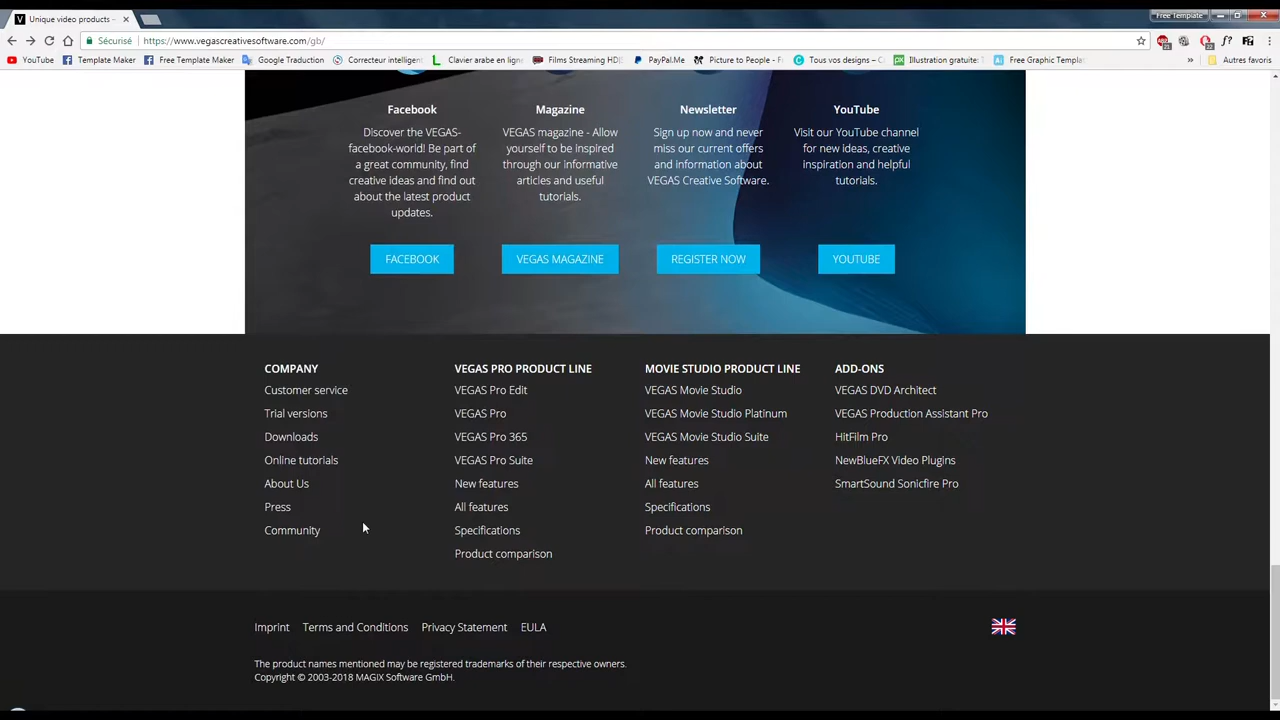 Unique video products –
Free Template
Sécurisé
https://www.vegascreativesoftware.com/gb/
YouTube
Template Maker
Free Template Maker
Google Traduction
Correcteur intelligent
Clavier arabe en ligne
Films Streaming HD
PayPal.Me
Picture to People - F
Tous vos designs –
Illustration gratuite:
Free Graphic Templa
Autres favoris
Facebook
Discover the VEGAS-
facebook-world! Be part of
a great community, find
creative ideas and find out
about the latest product
updates.
FACEBOOK
Magazine
VEGAS magazine - Allow
yourself to be inspired
through our informative
articles and useful
tutorials.
VEGAS MAGAZINE
Newsletter
Sign up now and never
miss our current offers
and information about
VEGAS Creative Software.
REGISTER NOW
YouTube
Visit our YouTube channel
for new ideas, creative
inspiration and helpful
tutorials.
YOUTUBE
COMPANY
Customer service
Trial versions
Downloads
Online tutorials
About Us
Press
Community
VEGAS PRO PRODUCT LINE
VEGAS Pro Edit
VEGAS Pro
VEGAS Pro 365
VEGAS Pro Suite
New features
All features
Specifications
Product comparison
MOVIE STUDIO PRODUCT LINE
VEGAS Movie Studio
VEGAS Movie Studio Platinum
VEGAS Movie Studio Suite
New features
All features
Specifications
Product comparison
ADD-ONS
VEGAS DVD Architect
VEGAS Production Assistant Pro
HitFilm Pro
NewBlueFX Video Plugins
SmartSound Sonicfire Pro
Imprint
Terms and Conditions
Privacy Statement
EULA
The product names mentioned may be registered trademarks of their respective owners.
Copyright © 2003-2018 MAGIX Software GmbH.